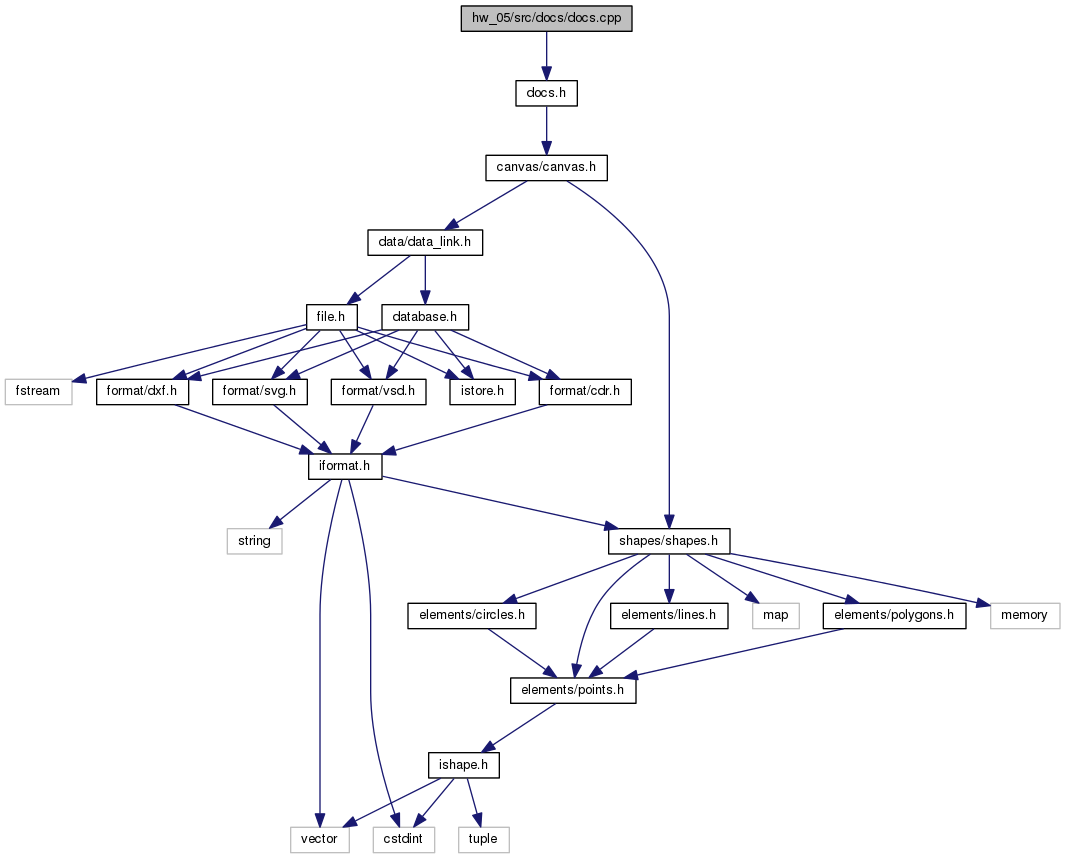 hw_05/src/docs/docs.cpp
docs.h
canvas/canvas.h
data/data_link.h
file.h
database.h
fstream
format/dxf.h
format/svg.h
format/vsd.h
istore.h
format/cdr.h
iformat.h
string
shapes/shapes.h
elements/circles.h
elements/lines.h
map
elements/polygons.h
memory
elements/points.h
ishape.h
vector
cstdint
tuple